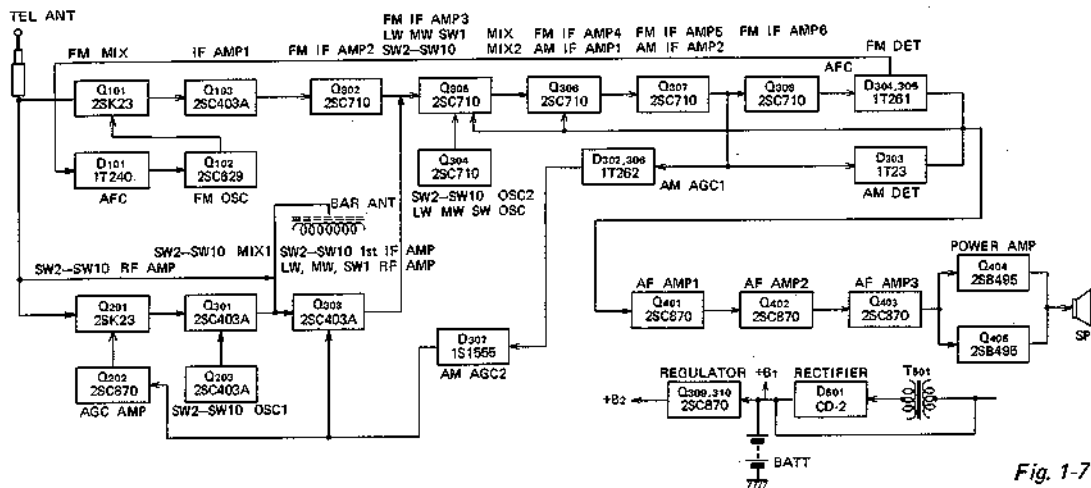 TEL ANT
FM IF AMP3
LW MW SW1 MIX FM IF AMP4 FM IF AMP5 FM IF AMP6
FM MIX IF AMP1 FM IF AMP2 SW2-SW10 MIX2 AM IF AMP1 AM IF AMP2 FM DET
AFC
Q101 2SK23
Q103 2SC403A
Q302 2SC710
Q305 2SC710
Q306 2SC710
Q307 2SC710
Q308 2SC710
D304,305 1T261
D101 1T240
AFC
Q102 2SC829
FM OSC
Q304 2SC710
SW2-SW10 OSC2
LW MW SW OSC
D302,306 1T262
AM AGC1
D303 1T23
AM DET
BAR ANT
SW2-SW10 MIX1
SW2-SW10 1st IF AMP
LW, MW, SW1 RF AMP
SW2-SW10 RF AMP
Q201 2SK23
Q301 2SC403A
Q303 2SC403A
Q202 2SC870
AGC AMP
Q203 2SC403A
SW2-SW10 OSC1
D307 1S1555
AM AGC2
AF AMP1 AF AMP2 AF AMP3
Q401 2SC870
Q402 2SC870
Q403 2SC870
POWER AMP
Q404 2SB495
Q405 2SB495
SP
REGULATOR +B1 RECTIFIER T501
+B2
Q309,310 2SC870
D501 CD-2
BATT
Fig. 1-7